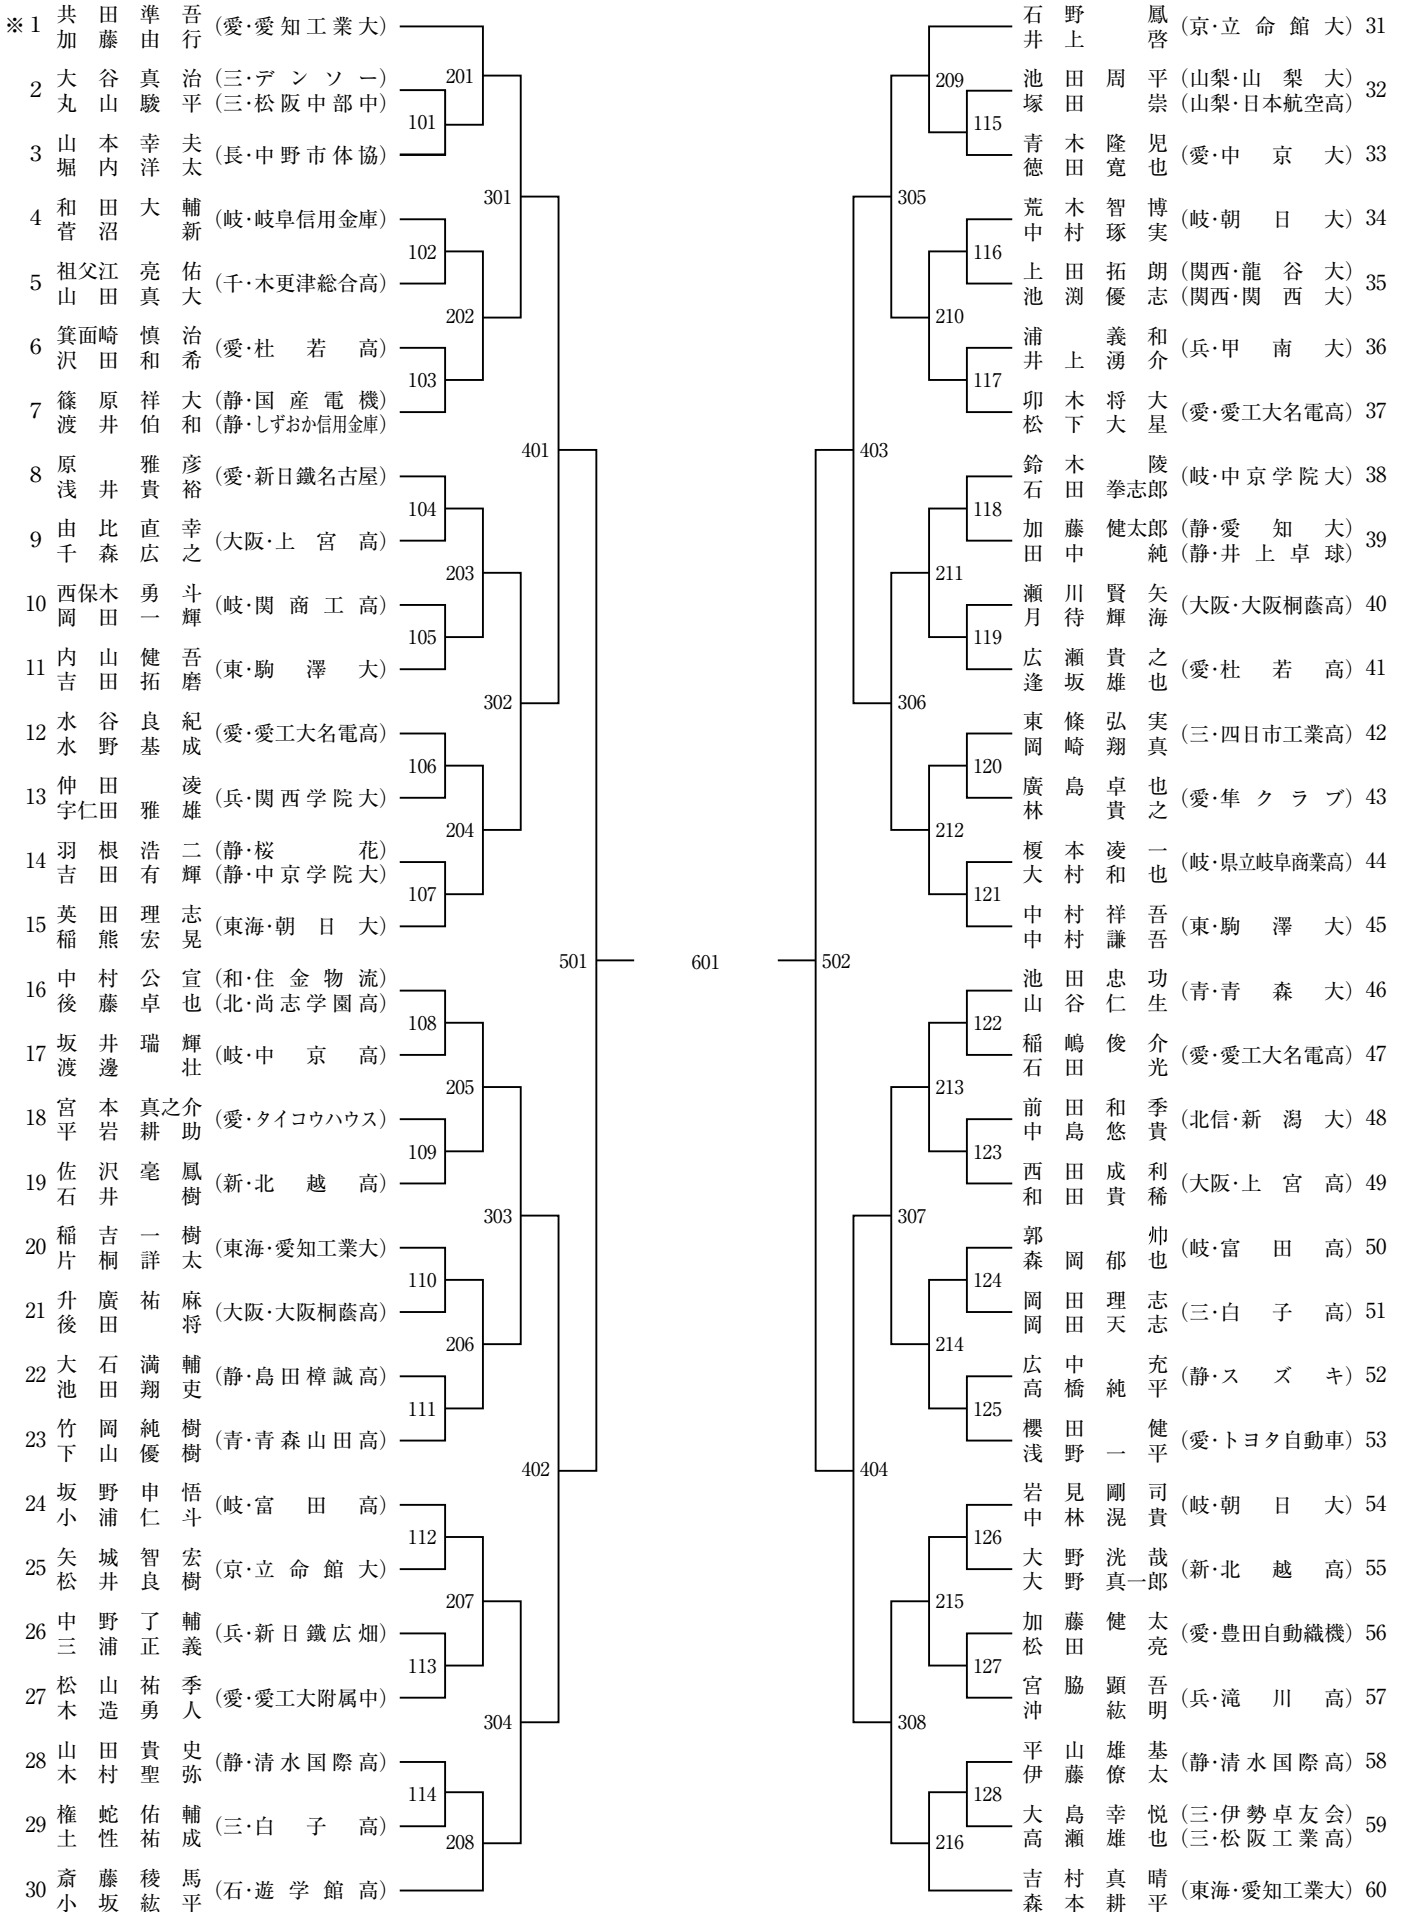 ※1 共田準吾 (愛・愛知工業大)
加藤由行
2 大谷真治 (三・デンソー)
丸山駿平 (三・松阪中部中)
3 山本幸夫 (長・中野市体協)
堀内洋太
4 和田大輔 (岐・岐阜信用金庫)
菅沼新
5 祖父江亮佑 (千・木更津総合高)
山田真大
6 箕面崎慎治 (愛・杜若高)
沢田和希
7 篠原祥大 (静・国産電機)
渡井伯和 (静・しずおか信用金庫)
8 原雅彦 (愛・新日鐵名古屋)
浅井貴裕
9 由比直幸 (大阪・上宮高)
千森広之
10 西保木勇斗 (岐・関商工高)
岡田一輝
11 内山健吾 (東・駒澤大)
吉田拓磨
12 水谷良紀 (愛・愛工大名電高)
水野基成
13 仲田凌 (兵・関西学院大)
宇仁田雅雄
14 羽根浩二 (静・桜花)
吉田有輝 (静・中京学院大)
15 英田理志 (東海・朝日大)
稲熊宏晃
16 中村公宣 (和・住金物流)
後藤卓也 (北・尚志学園高)
17 坂井瑞輝 (岐・中京高)
渡邊壮
18 宮本真之介 (愛・タイコウハウス)
平岩耕助
19 佐沢毫鳳 (新・北越高)
石井樹
20 稲吉一樹 (東海・愛知工業大)
片桐詳太
21 升廣祐麻 (大阪・大阪桐蔭高)
後田将
22 大石満輔 (静・島田樟誠高)
池田翔吏
23 竹岡純樹 (青・青森山田高)
下山優樹
24 坂野申悟 (岐・富田高)
小浦仁斗
25 矢城智宏 (京・立命館大)
松井良樹
26 中野了輔 (兵・新日鐵広畑)
三浦正義
27 松山祐季 (愛・愛工大附属中)
木造勇人
28 山田貴史 (静・清水国際高)
木村聖弥
29 権蛇佑輔 (三・白子高)
土性祐成
30 斎藤稜馬 (石・遊学館高)
小坂紘平
101
102
103
104
105
106
107
108
109
110
111
112
113
114
201
202
203
204
205
206
207
208
301
302
303
304
401
402
501
601
502
403
404
305
306
307
308
209
210
211
212
213
214
215
216
115
116
117
118
119
120
121
122
123
124
125
126
127
128
石野鳳 (京・立命館大) 31
井上啓
池田周平 (山梨・山梨大) 32
塚田崇 (山梨・日本航空高)
青木隆児 (愛・中京大) 33
徳田寛也
荒木智博 (岐・朝日大) 34
中村琢実
上田拓朗 (関西・龍谷大) 35
池渕優志 (関西・関西大)
浦義和 (兵・甲南大) 36
井上湧介
卯木将大 (愛・愛工大名電高) 37
松下大星
鈴木陵 (岐・中京学院大) 38
石田拳志郎
加藤健太郎 (静・愛知大) 39
田中純 (静・井上卓球)
瀬川賢矢 (大阪・大阪桐蔭高) 40
月待輝海
広瀬貴之 (愛・杜若高) 41
逢坂雄也
東條弘実 (三・四日市工業高) 42
岡崎翔真
廣島卓也 (愛・隼クラブ) 43
林貴之
榎本凌一 (岐・県立岐阜商業高) 44
大村和也
中村祥吾 (東・駒澤大) 45
中村謙吾
池田忠功 (青・青森大) 46
山谷仁生
稲嶋俊介 (愛・愛工大名電高) 47
石田光
前田和季 (北信・新潟大) 48
中島悠貴
西田成利 (大阪・上宮高) 49
和田貴稀
郭帅 (岐・富田高) 50
森岡郁也
岡田理志 (三・白子高) 51
岡田天志
広中充 (静・スズキ) 52
高橋純平
櫻田健 (愛・トヨタ自動車) 53
浅野一平
岩見剛司 (岐・朝日大) 54
中林滉貴
大野洸哉 (新・北越高) 55
大野真一郎
加藤健太 (愛・豊田自動織機) 56
松田亮
宮脇顕吾 (兵・滝川高) 57
沖紘明
平山雄基 (静・清水国際高) 58
伊藤僚太
大島幸悦 (三・伊勢卓友会) 59
高瀬雄也 (三・松阪工業高)
吉村真晴 (東海・愛知工業大) 60
森本耕平